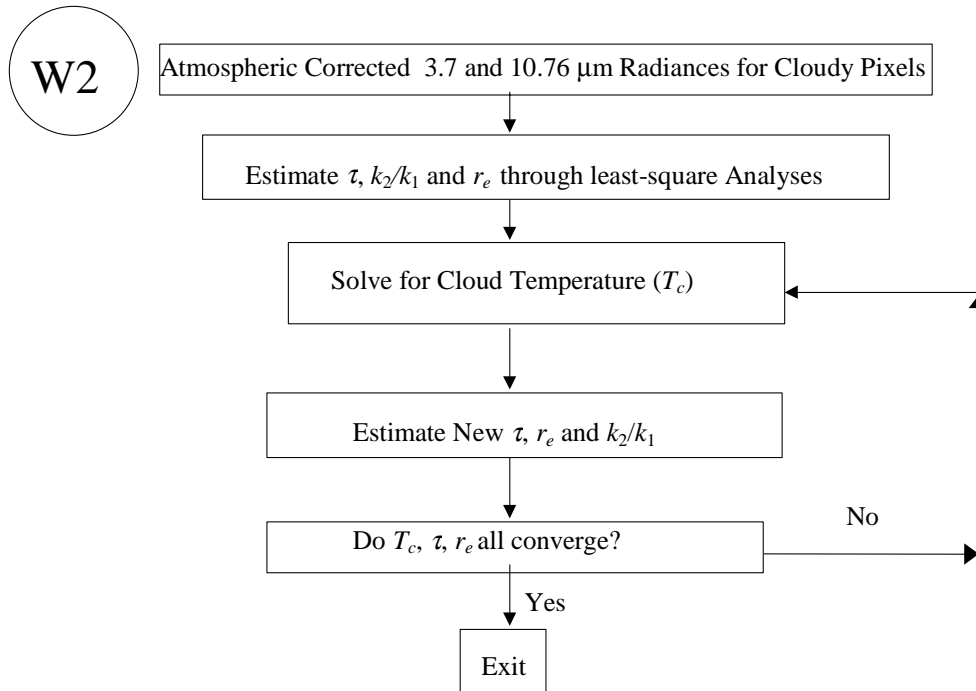 W2
Atmospheric Corrected 3.7 and 10.76 μm Radiances for Cloudy Pixels
Estimate τ, k2/k1 and re through least-square Analyses
Solve for Cloud Temperature (Tc)
Estimate New τ, re and k2/k1
Do Tc, τ, re all converge?
No
Yes
Exit